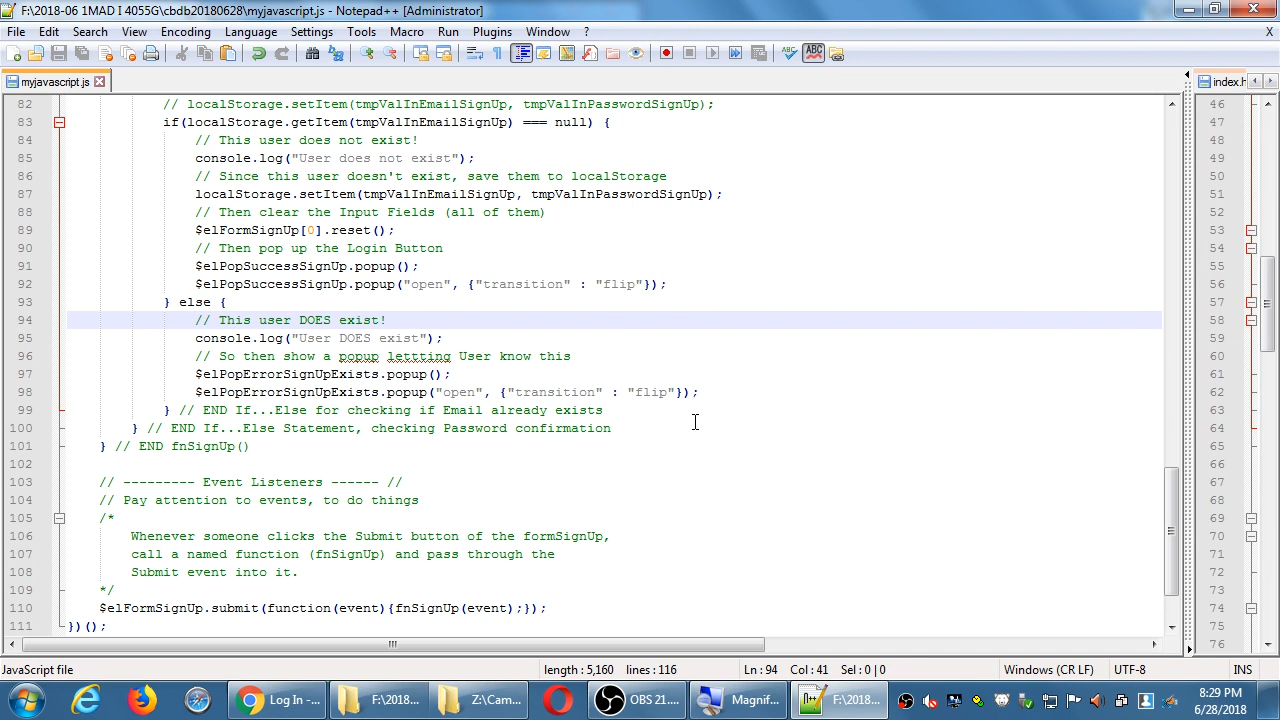 F:\2018-06 1MAD I 4055G\cbdb20180628\myjavascript.js - Notepad++ [Administrator]
File Edit Search View Encoding Language Settings Tools Macro Run Plugins Window ? X
myjavascript.js index.h
82 // localStorage.setItem(tmpValInEmailSignUp, tmpValInPasswordSignUp);
83 if(localStorage.getItem(tmpValInEmailSignUp) === null) {
84 // This user does not exist!
85 console.log("User does not exist");
86 // Since this user doesn't exist, save them to localStorage
87 localStorage.setItem(tmpValInEmailSignUp, tmpValInPasswordSignUp);
88 // Then clear the Input Fields (all of them)
89 $elFormSignUp[0].reset();
90 // Then pop up the Login Button
91 $elPopSuccessSignUp.popup();
92 $elPopSuccessSignUp.popup("open", {"transition" : "flip"});
93 } else {
94 // This user DOES exist!
95 console.log("User DOES exist");
96 // So then show a popup lettting User know this
97 $elPopErrorSignUpExists.popup();
98 $elPopErrorSignUpExists.popup("open", {"transition" : "flip"});
99 } // END If...Else for checking if Email already exists
100 } // END If...Else Statement, checking Password confirmation
101 } // END fnSignUp()
102
103 // --------- Event Listeners ------ //
104 // Pay attention to events, to do things
105 /*
106 Whenever someone clicks the Submit button of the formSignUp,
107 call a named function (fnSignUp) and pass through the
108 Submit event into it.
109 */
110 $elFormSignUp.submit(function(event){fnSignUp(event);});
111 })();
46
47
48
49
50
51
52
53
54
55
56
57
58
59
60
61
62
63
64
65
66
67
68
69
70
71
72
73
74
75
76
JavaScript file length : 5,160 lines : 116 Ln : 94 Col : 41 Sel : 0 | 0 Windows (CR LF) UTF-8 INS
Log In -... F:\2018... Z:\Cam... OBS 21.... Magnif... F:\2018... 8:29 PM
6/28/2018